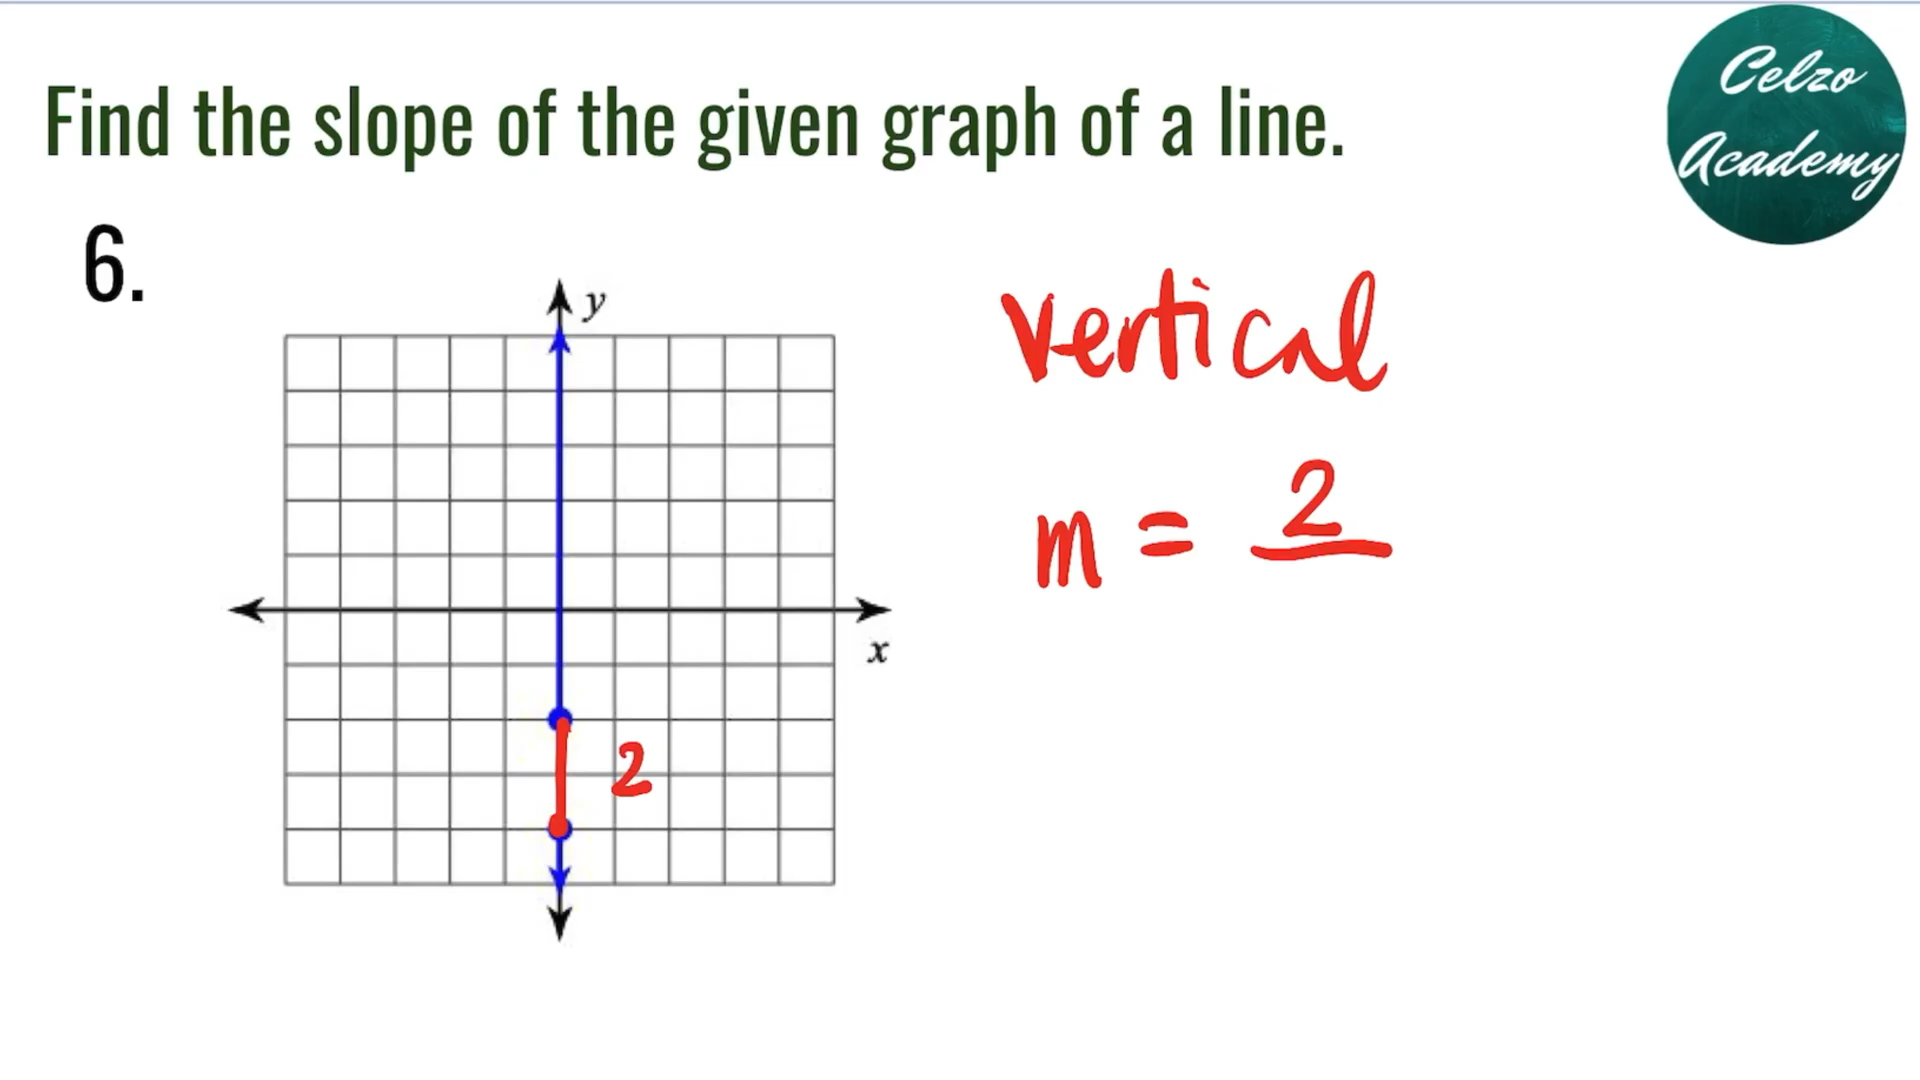 Celzo
Academy
Find the slope of the given graph of a line.
6.
y
x
2
vertical
m = 2